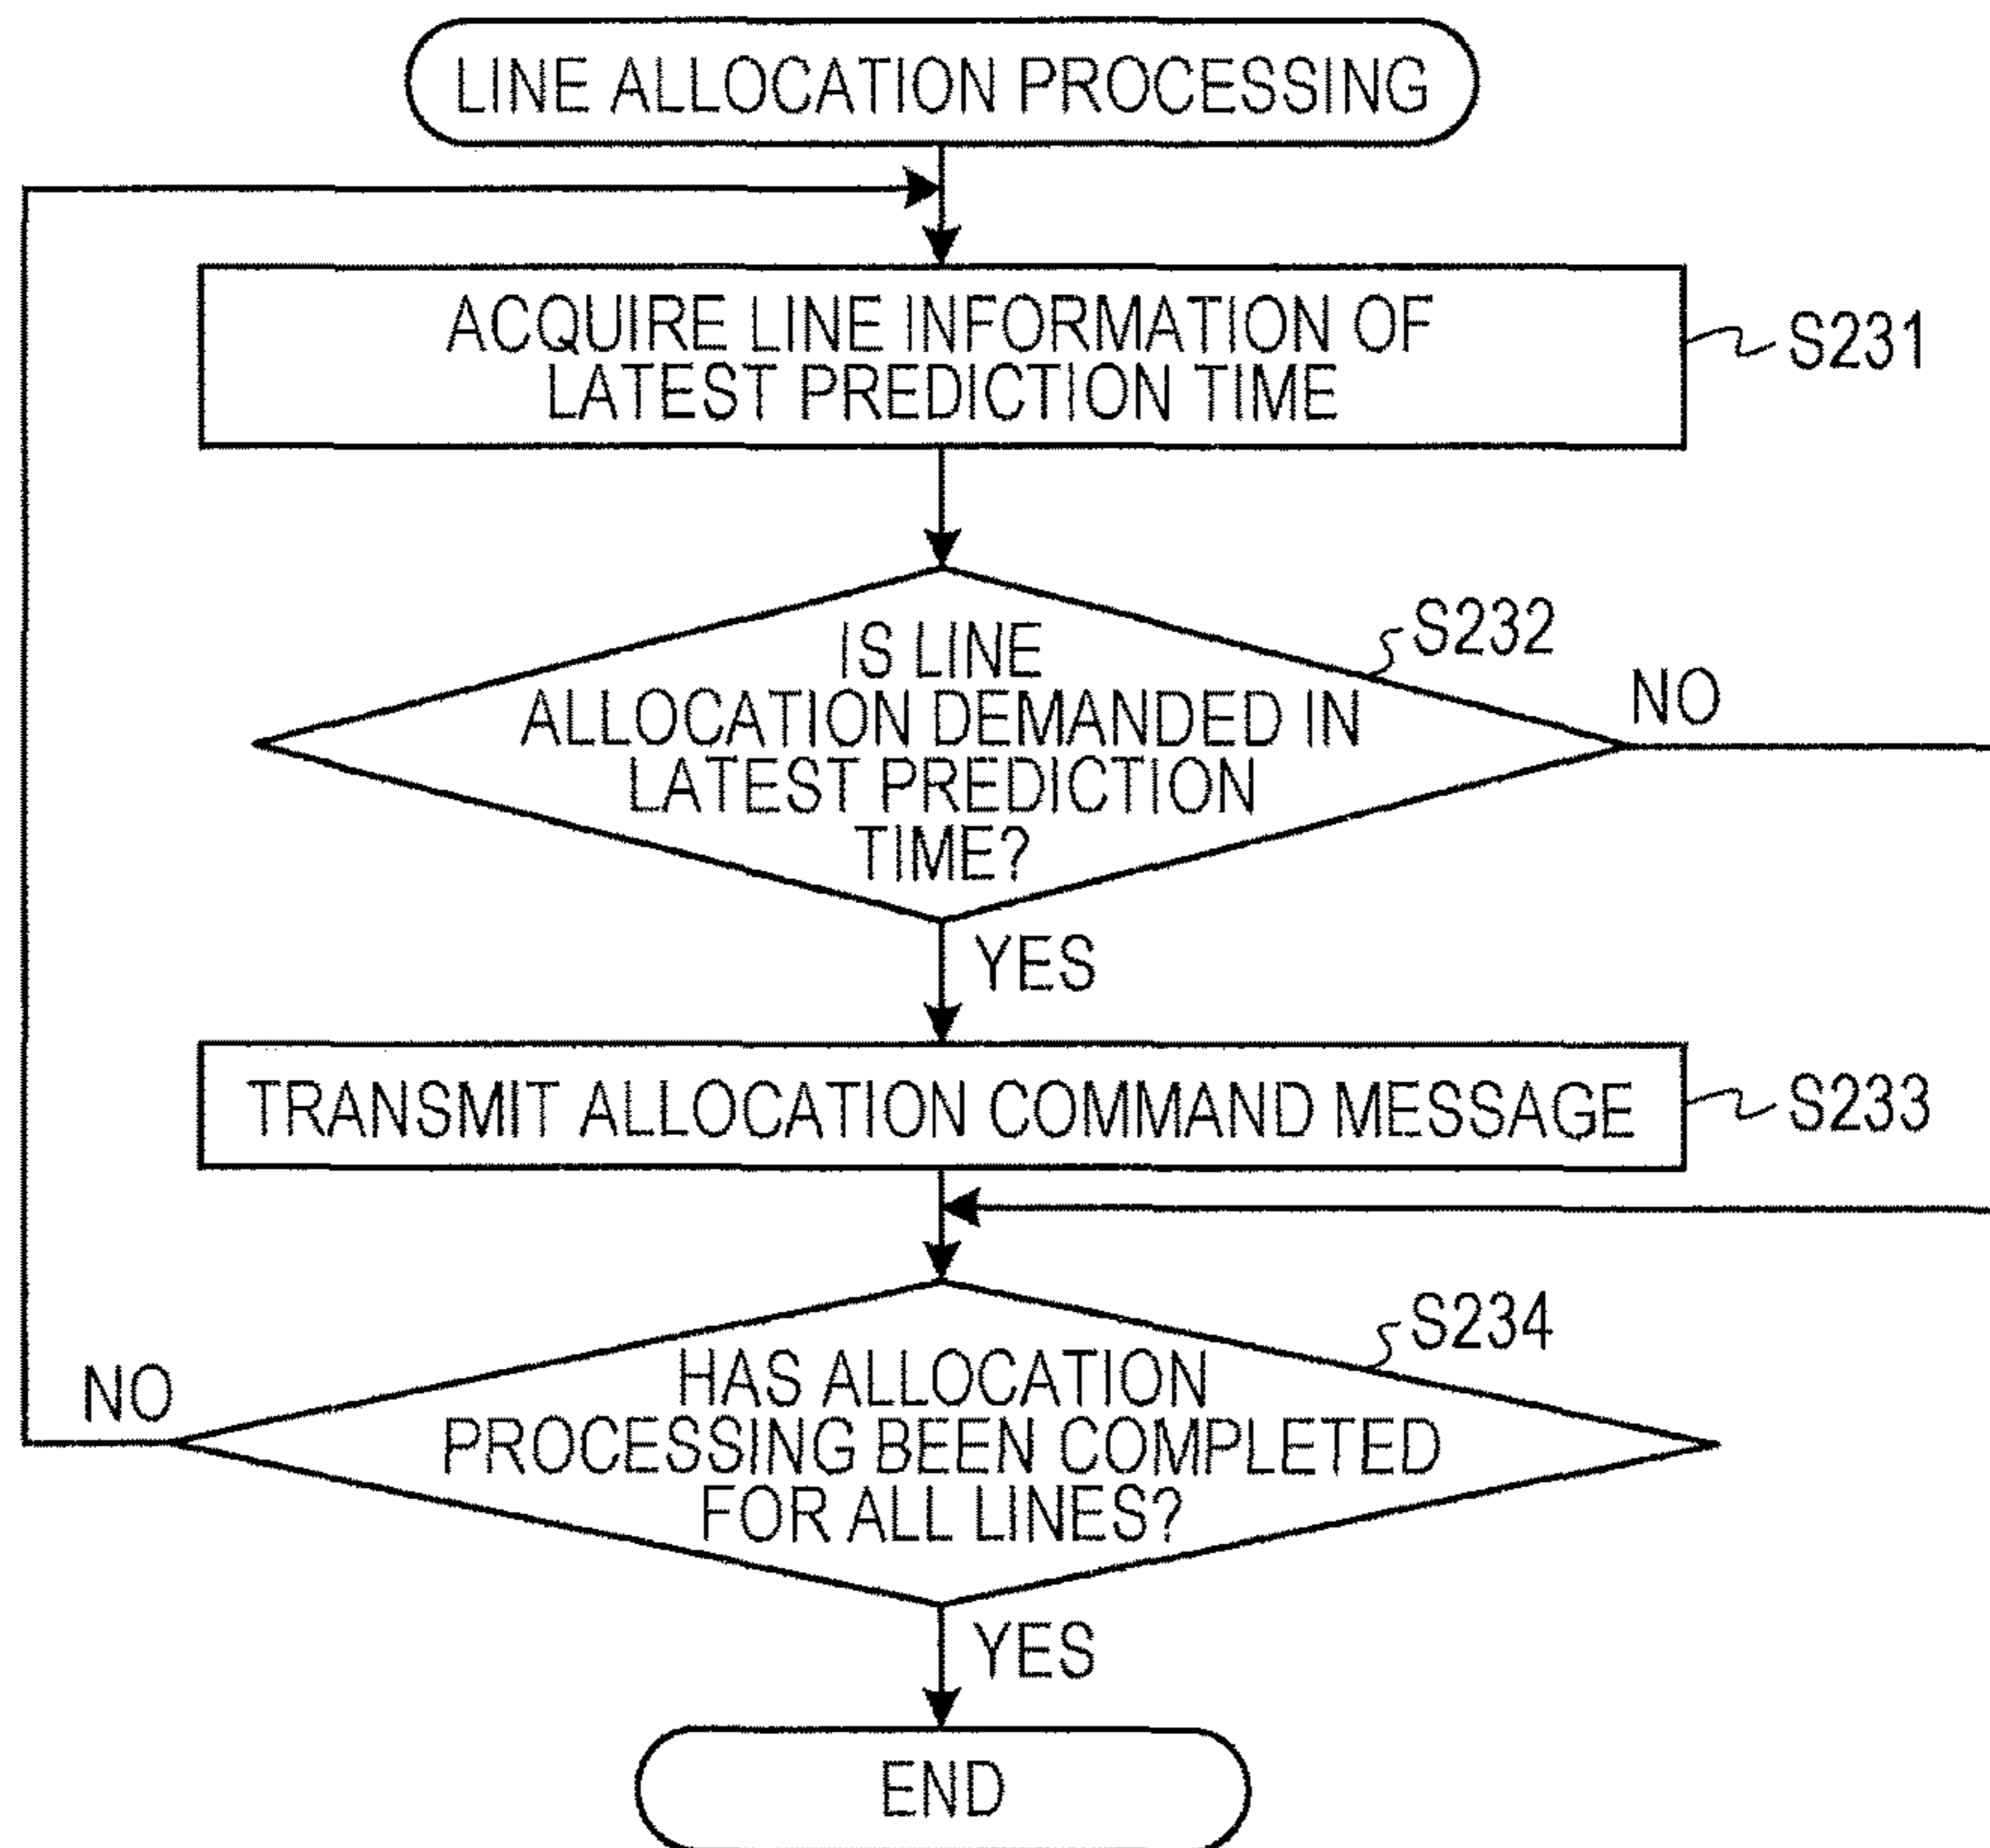 LINE ALLOCATION PROCESSING
ACQUIRE LINE INFORMATION OF
LATEST PREDICTION TIME
S231
IS LINE
ALLOCATION DEMANDED IN
LATEST PREDICTION
TIME?
S232
NO
YES
TRANSMIT ALLOCATION COMMAND MESSAGE
S233
HAS ALLOCATION
PROCESSING BEEN COMPLETED
FOR ALL LINES?
S234
NO
YES
END